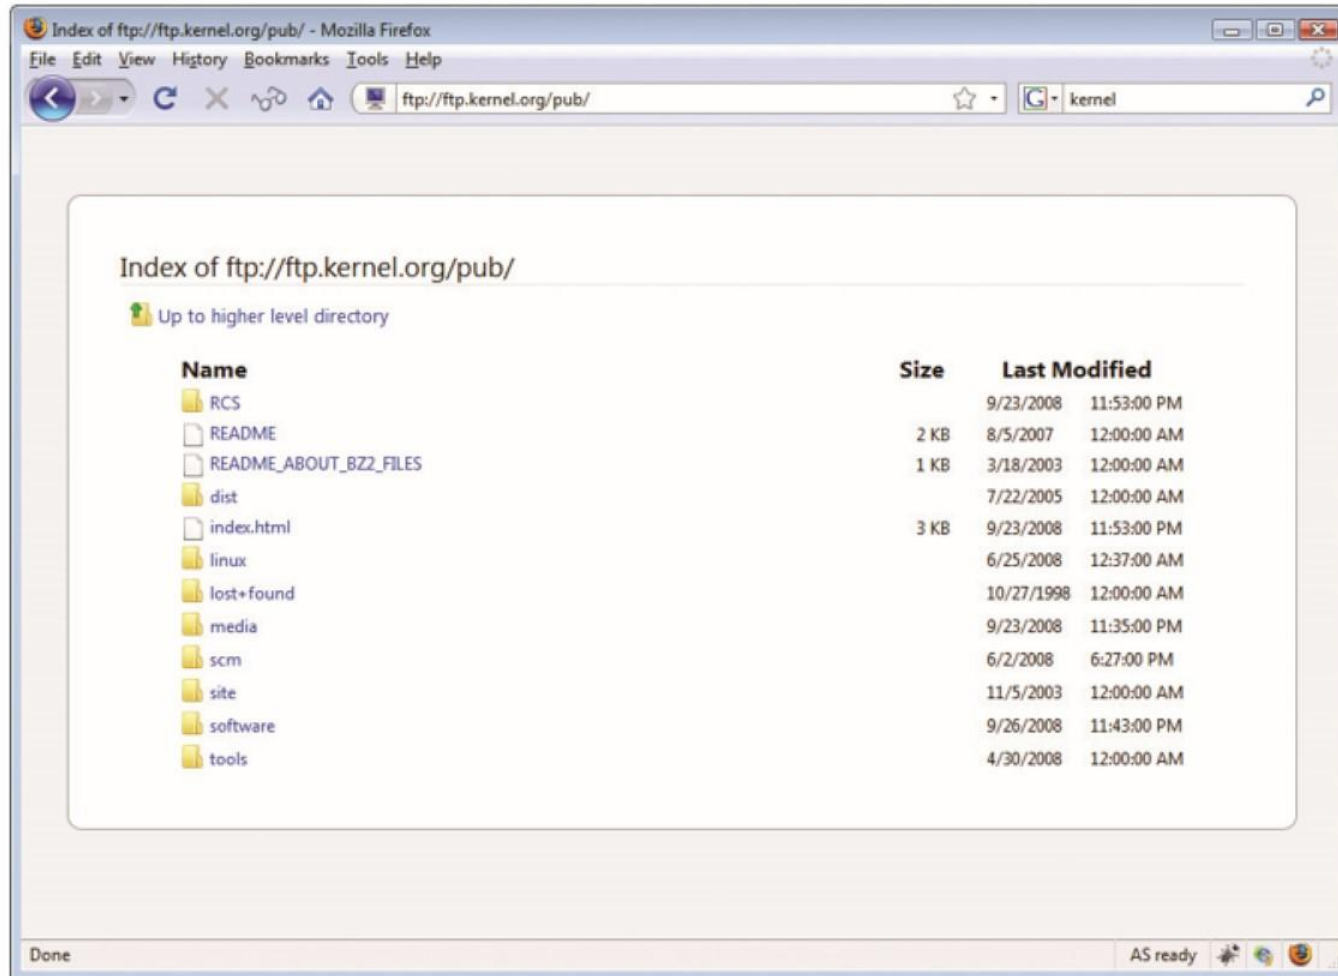 Index of ftp://ftp.kernel.org/pub/ - Mozilla Firefox
File Edit View History Bookmarks Tools Help
ftp://ftp.kernel.org/pub/ G kernel
Index of ftp://ftp.kernel.org/pub/
Up to higher level directory
Name Size Last Modified
RCS 9/23/2008 11:53:00 PM
README 2 KB 8/5/2007 12:00:00 AM
README_ABOUT_BZ2_FILES 1 KB 3/18/2003 12:00:00 AM
dist 7/22/2005 12:00:00 AM
index.html 3 KB 9/23/2008 11:53:00 PM
linux 6/25/2008 12:37:00 AM
lost+found 10/27/1998 12:00:00 AM
media 9/23/2008 11:35:00 PM
scm 6/2/2008 6:27:00 PM
site 11/5/2003 12:00:00 AM
software 9/26/2008 11:43:00 PM
tools 4/30/2008 12:00:00 AM
Done AS ready